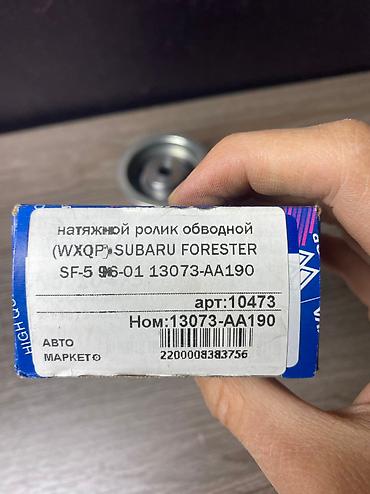 натяжной ролик обводной
(WXQP)*SUBARU FORESTER
SF-5 96-01 13073-AA190
арт:10473
Ном:13073-AA190
АВТО
МАРКЕТ
2200008383756